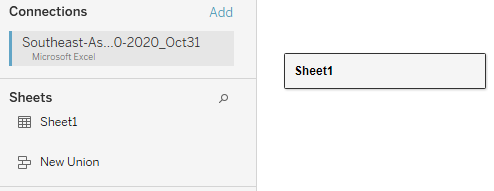 Connections Add
Southeast-As...0-2020_Oct31
Microsoft Excel
Sheets
Sheet1
New Union
Sheet1